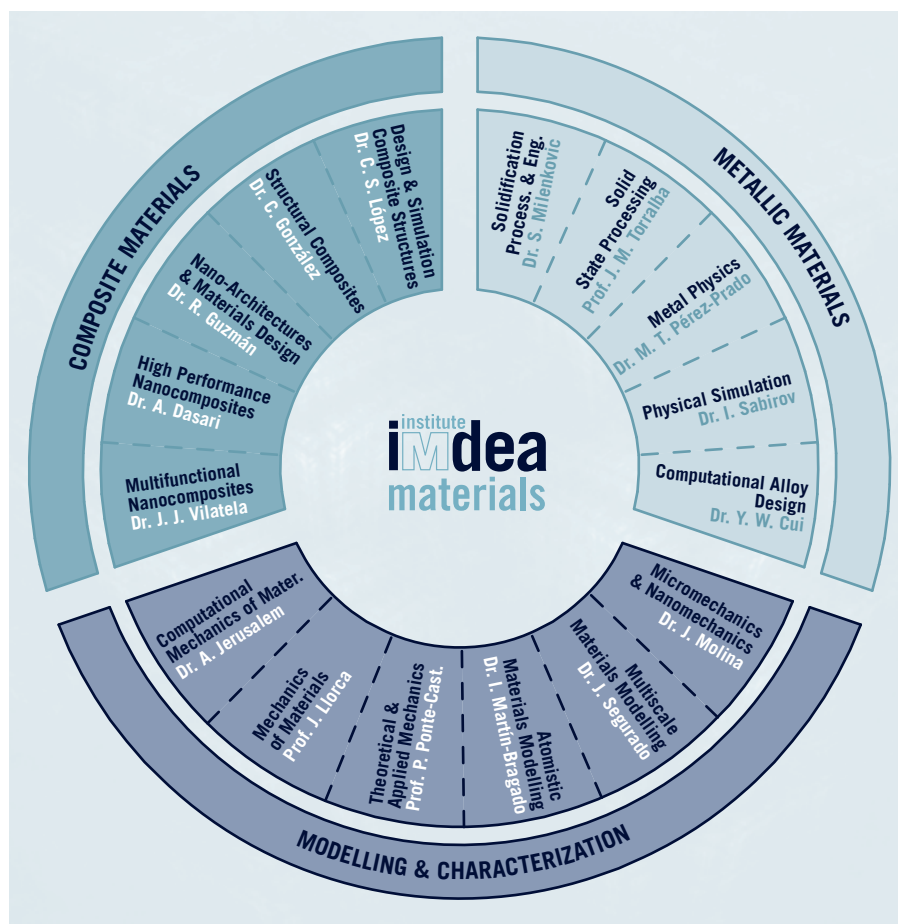 COMPOSITE MATERIALS
Design & Simulation
Composite Structures
Dr. C. S. López
Structural Composites
Dr. C. González
Nano-Architectures
& Materials Design
Dr. R. Guzmán
High Performance
Nanocomposites
Dr. A. Dasari
Multifunctional
Nanocomposites
Dr. J. J. Vilatela
METALLIC MATERIALS
Solidification
Process. & Eng.
Dr. S. Milenkovic
Solid
State Processing
Prof. J. M. Torralba
Metal Physics
Dr. M. T. Pérez-Prado
Physical Simulation
Dr. I. Sabirov
Computational Alloy
Design
Dr. Y. W. Cui
institute
iMdea
materials
Computational
Mechanics of Mater.
Dr. A. Jerusalem
Mechanics
of Materials
Prof. J. Llorca
Theoretical &
Applied Mechanics
Prof. P. Ponte-Cast.
Atomistic
Materials Modelling
Dr. I. Martín-Bragado
Multiscale
Materials Modelling
Dr. J. Segurado
Micromechanics
& Nanomechanics
Dr. J. Molina
MODELLING & CHARACTERIZATION